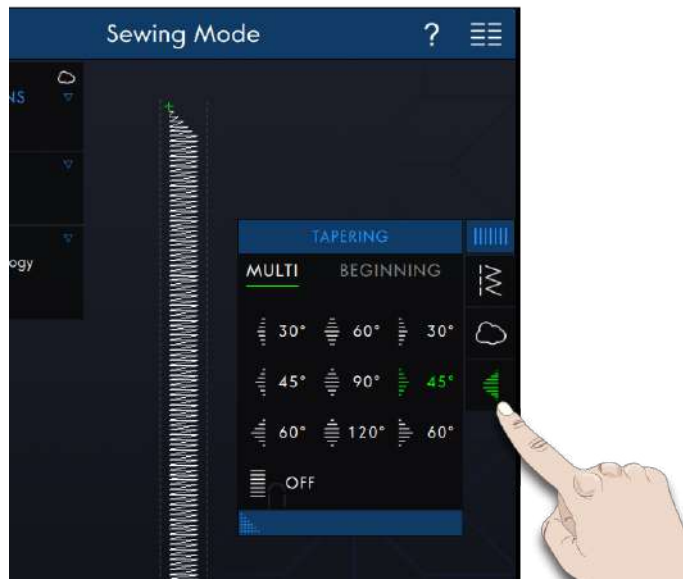 Sewing Mode ?
NS
ogy
TAPERING
MULTI BEGINNING
30° 60° 30°
45° 90° 45°
60° 120° 60°
OFF